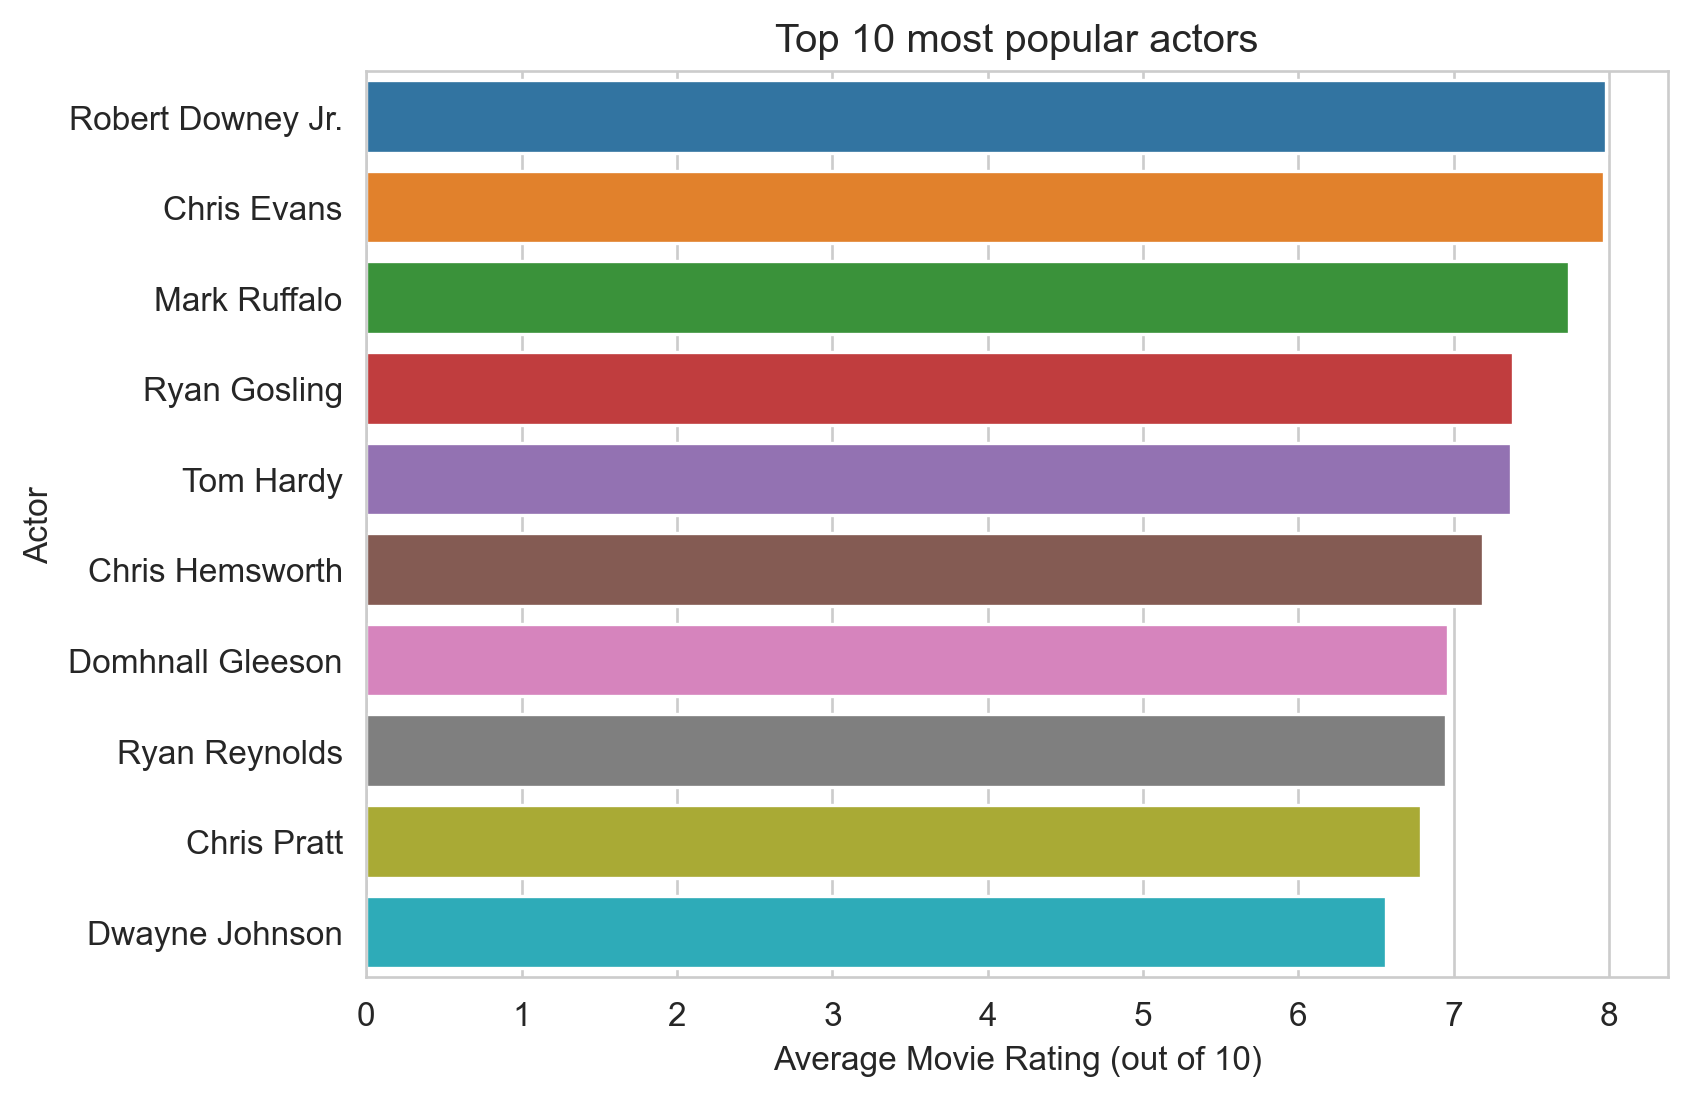 Top 10 most popular actors
Robert Downey Jr.
Chris Evans
Mark Ruffalo
Ryan Gosling
Tom Hardy
Chris Hemsworth
Domhnall Gleeson
Ryan Reynolds
Chris Pratt
Dwayne Johnson
Actor
0 1 2 3 4 5 6 7 8
Average Movie Rating (out of 10)